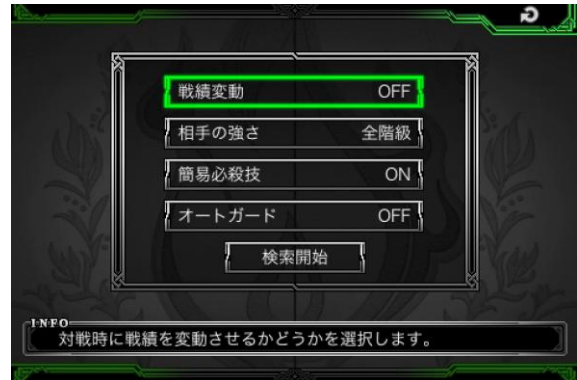 戦績変動 OFF
相手の強さ 全階級
簡易必殺技 ON
オートガード OFF
検索開始
INFO
対戦時に戦績を変動させるかどうかを選択します。